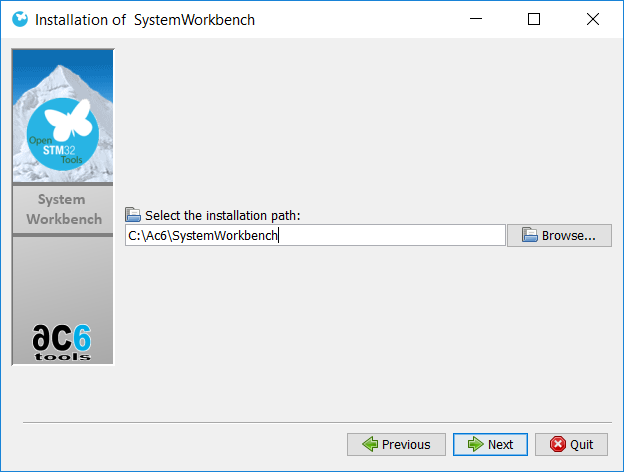 Installation of  SystemWorkbench
Open
STM32
Tools
System
Workbench
Select the installation path:
C:\Ac6\SystemWorkbench
Browse...
ac6
tools
Previous
Next
Quit